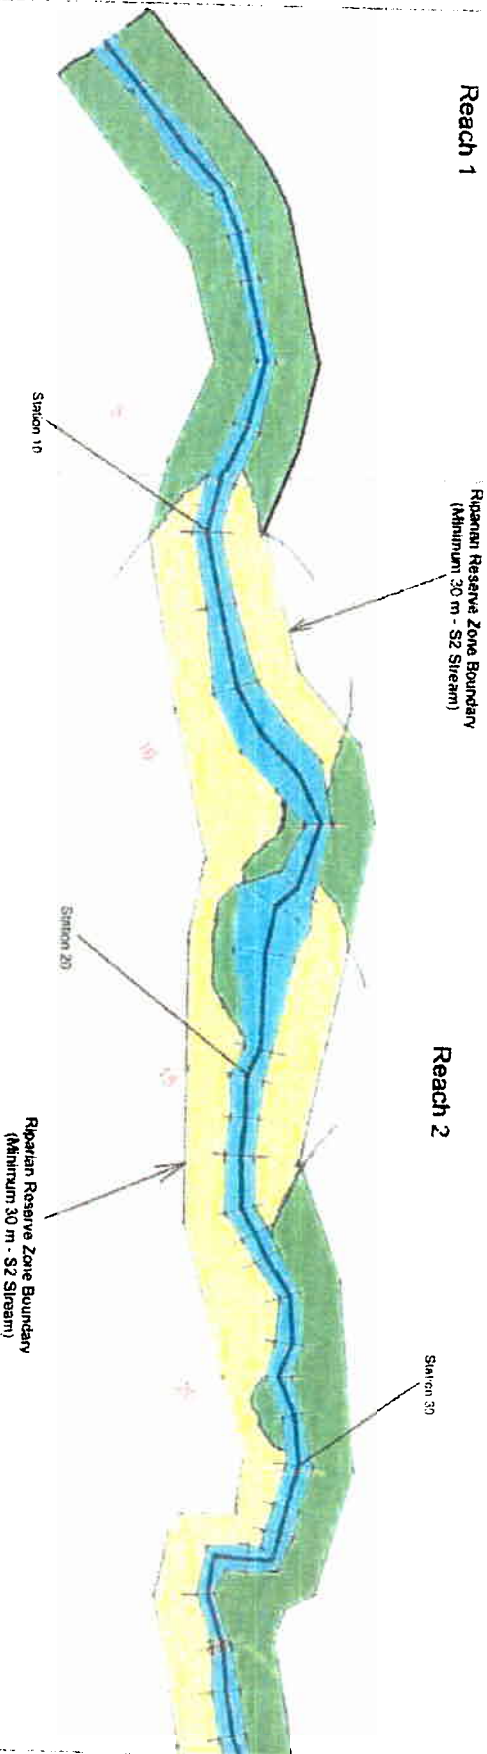 Reach 1
Riparian Reserve Zone Boundary
(Minimum 30 m - S2 Stream)
Station 10
Reach 2
Station 20
Riparian Reserve Zone Boundary
(Minimum 30 m - S2 Stream)
Station 30